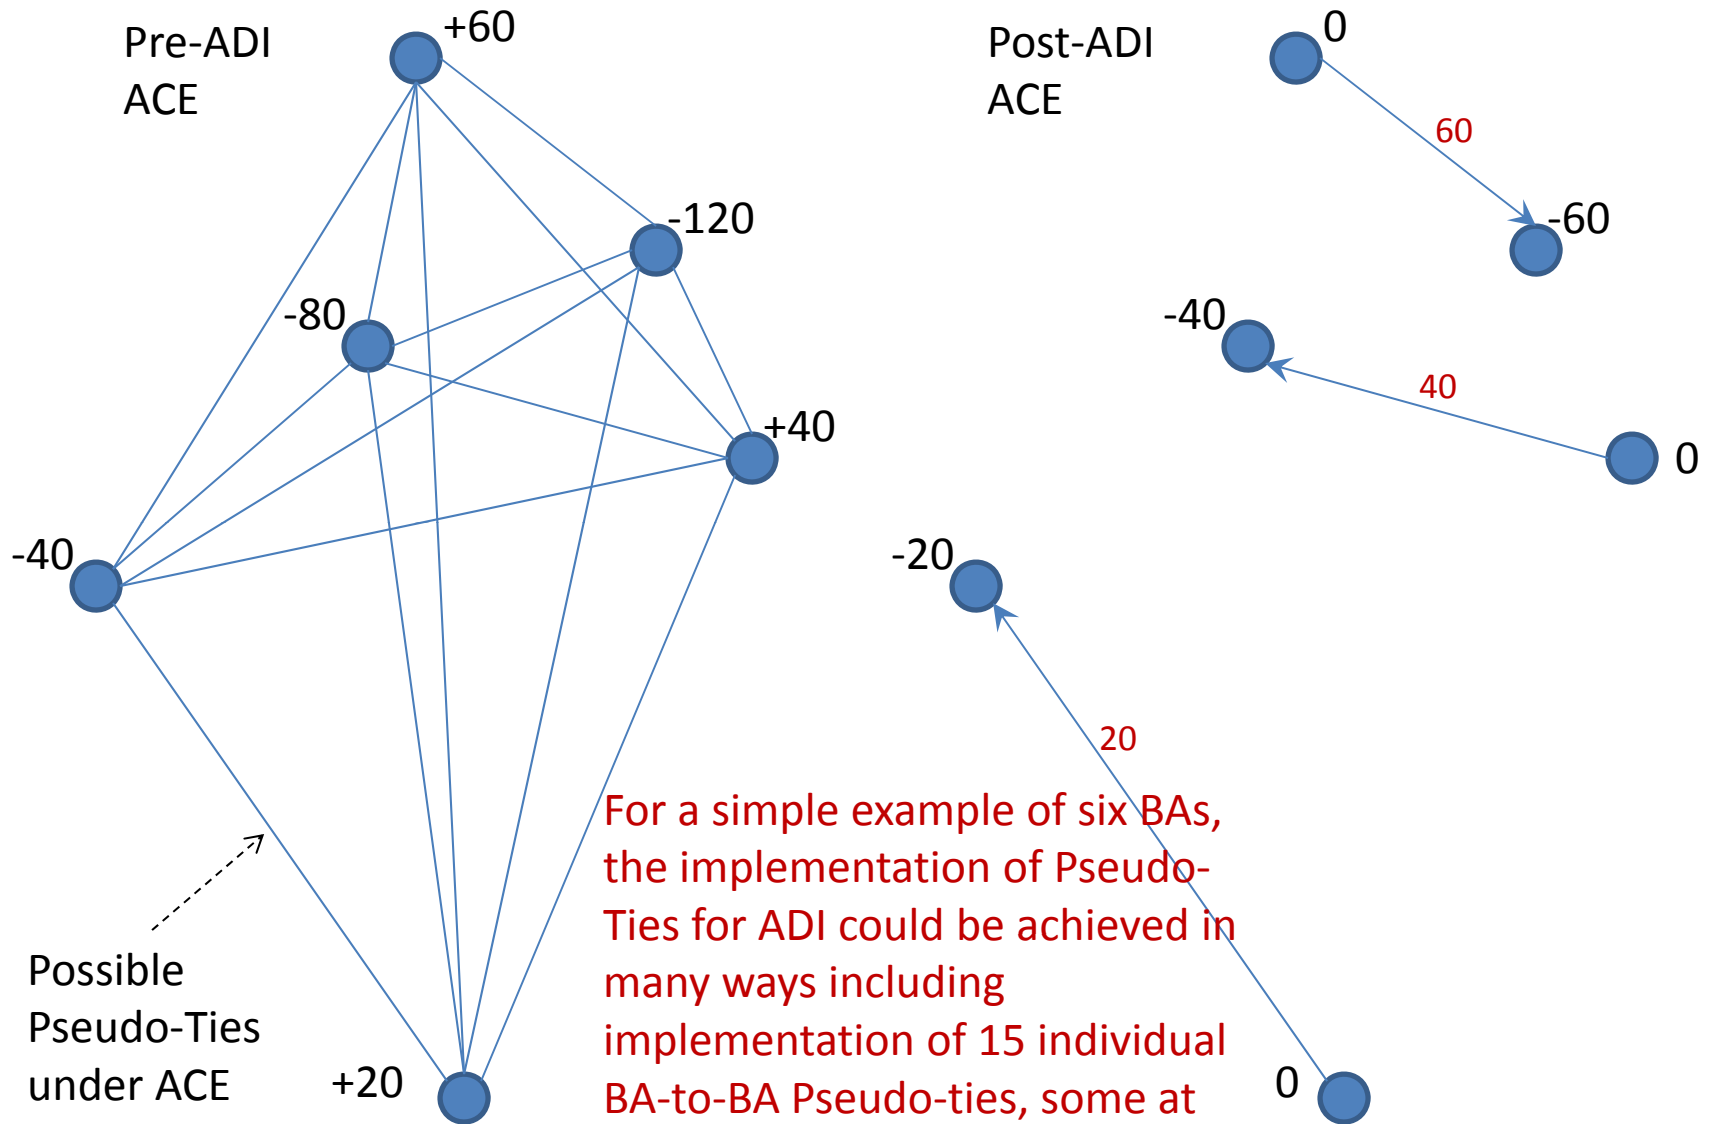 Pre-ADI
ACE
+60
-120
-80
+40
-40
+20
Possible
Pseudo-Ties
under ACE
Post-ADI
ACE
0
60
-60
-40
40
0
-20
20
0
For a simple example of six BAs,
the implementation of Pseudo-
Ties for ADI could be achieved in
many ways including
implementation of 15 individual
BA-to-BA Pseudo-ties, some at